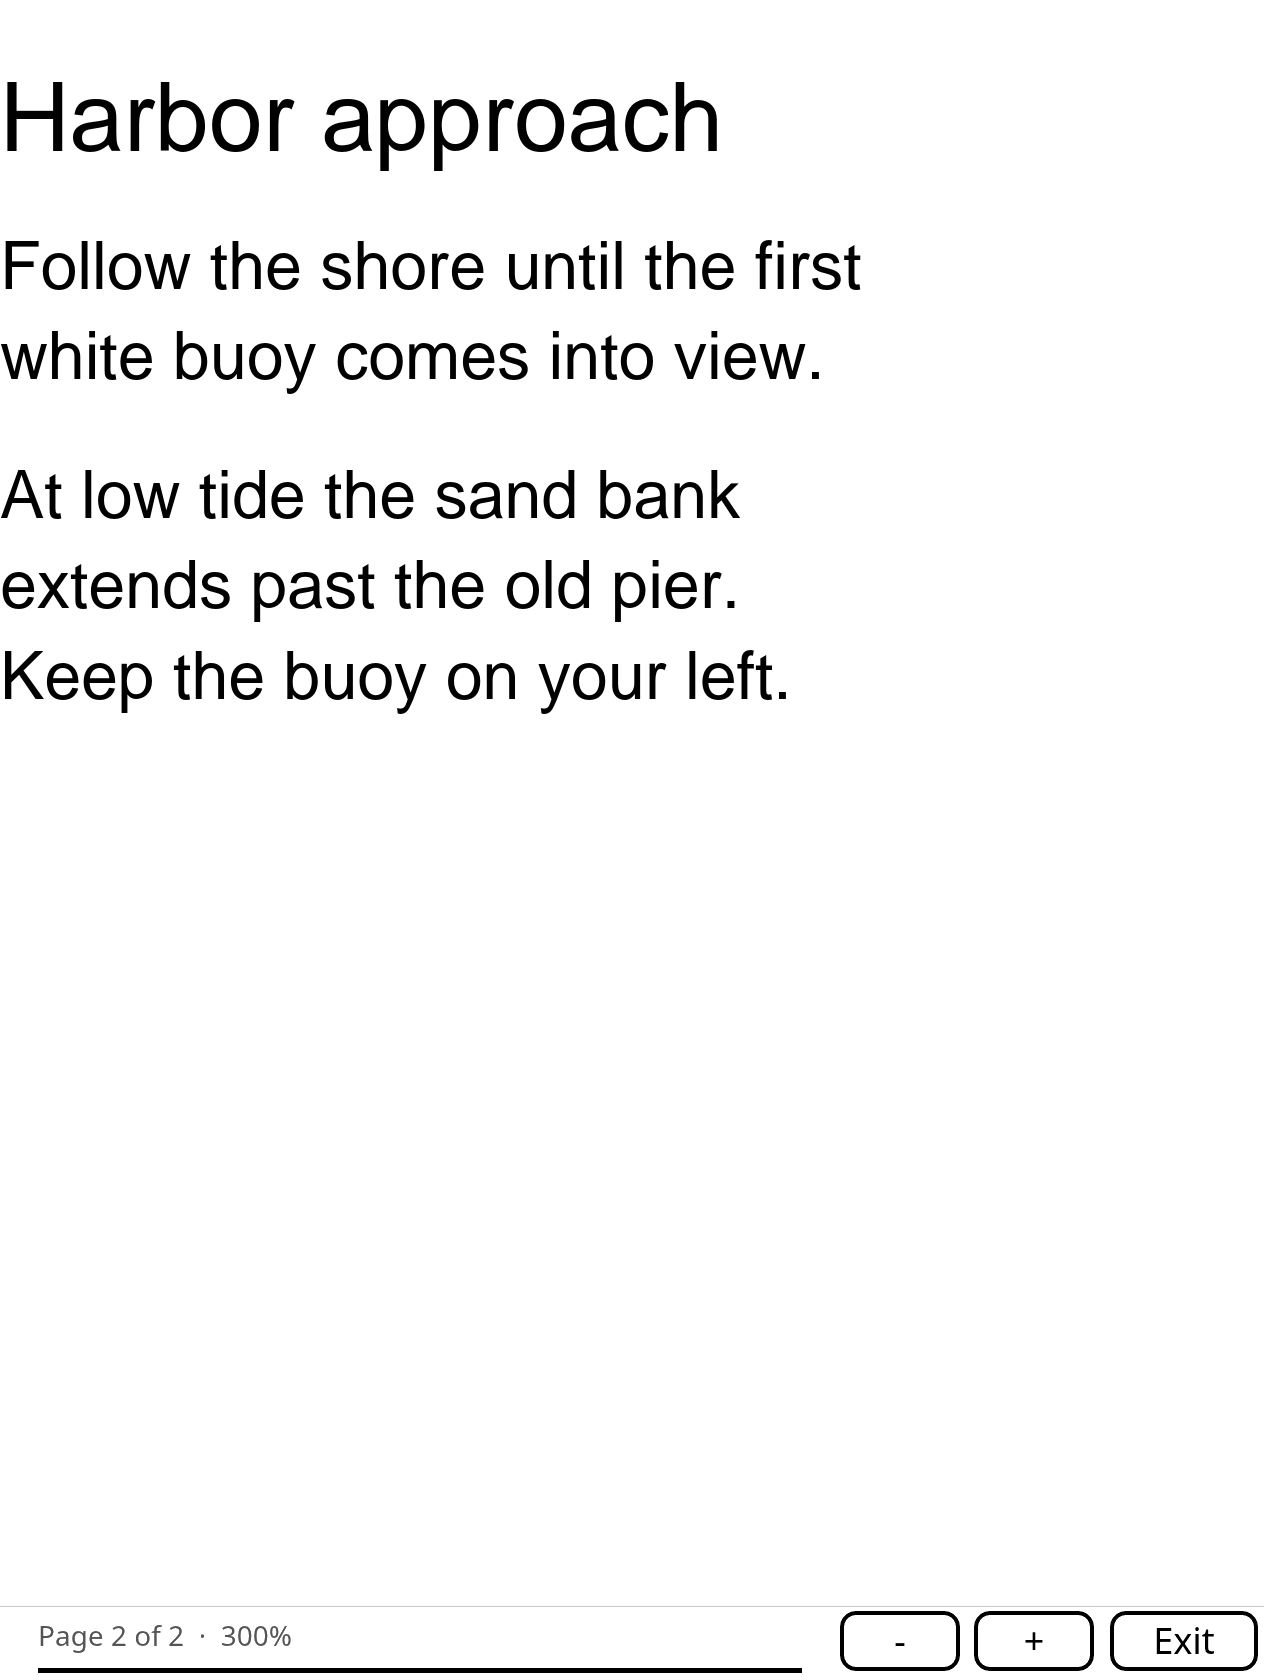 Harbor approach
Follow the shore until the first
white buoy comes into view.
At low tide the sand bank
extends past the old pier.
Keep the buoy on your left.
Page 2 of 2 · 300%
-
+
Exit